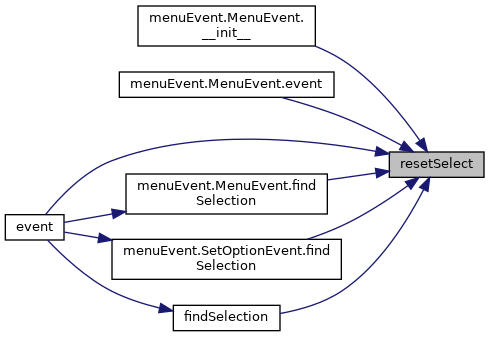 menuEvent.MenuEvent.
__init__
menuEvent.MenuEvent.event
resetSelect
menuEvent.MenuEvent.find
Selection
event
menuEvent.SetOptionEvent.find
Selection
findSelection